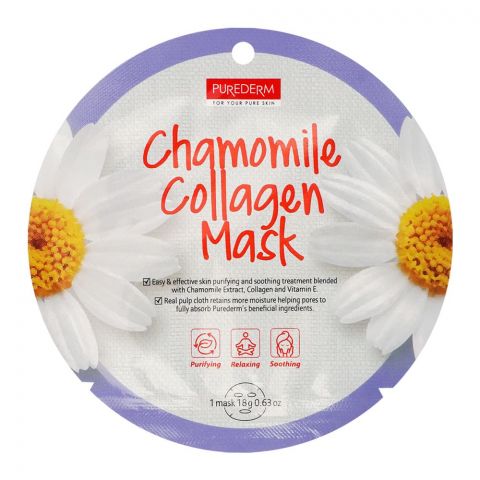 PUREDERM
FOR YOUR PURE SKIN
Chamomile
Collagen
Mask
Easy & effective skin purifying and soothing treatment blended
with Chamomile Extract, Collagen and Vitamin E.
Real pulp cloth retains more moisture helping pores to
fully absorb Purederm's beneficial ingredients.
Purifying Relaxing Soothing
1 mask 18g 0.63 oz